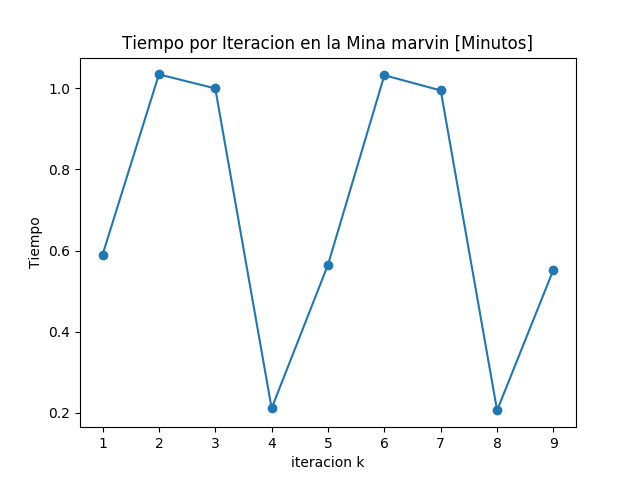 Tiempo por Iteracion en la Mina marvin [Minutos]
1.0
0.8
0.6
0.4
0.2
Tiempo
1 2 3 4 5 6 7 8 9
iteracion k